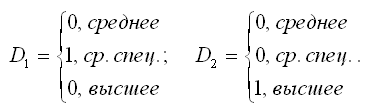 0, среднее 0, среднее
D₁ = { 1, ср. спец.; D₂ = { 0, ср. спец. .
0, высшее 1, высшее